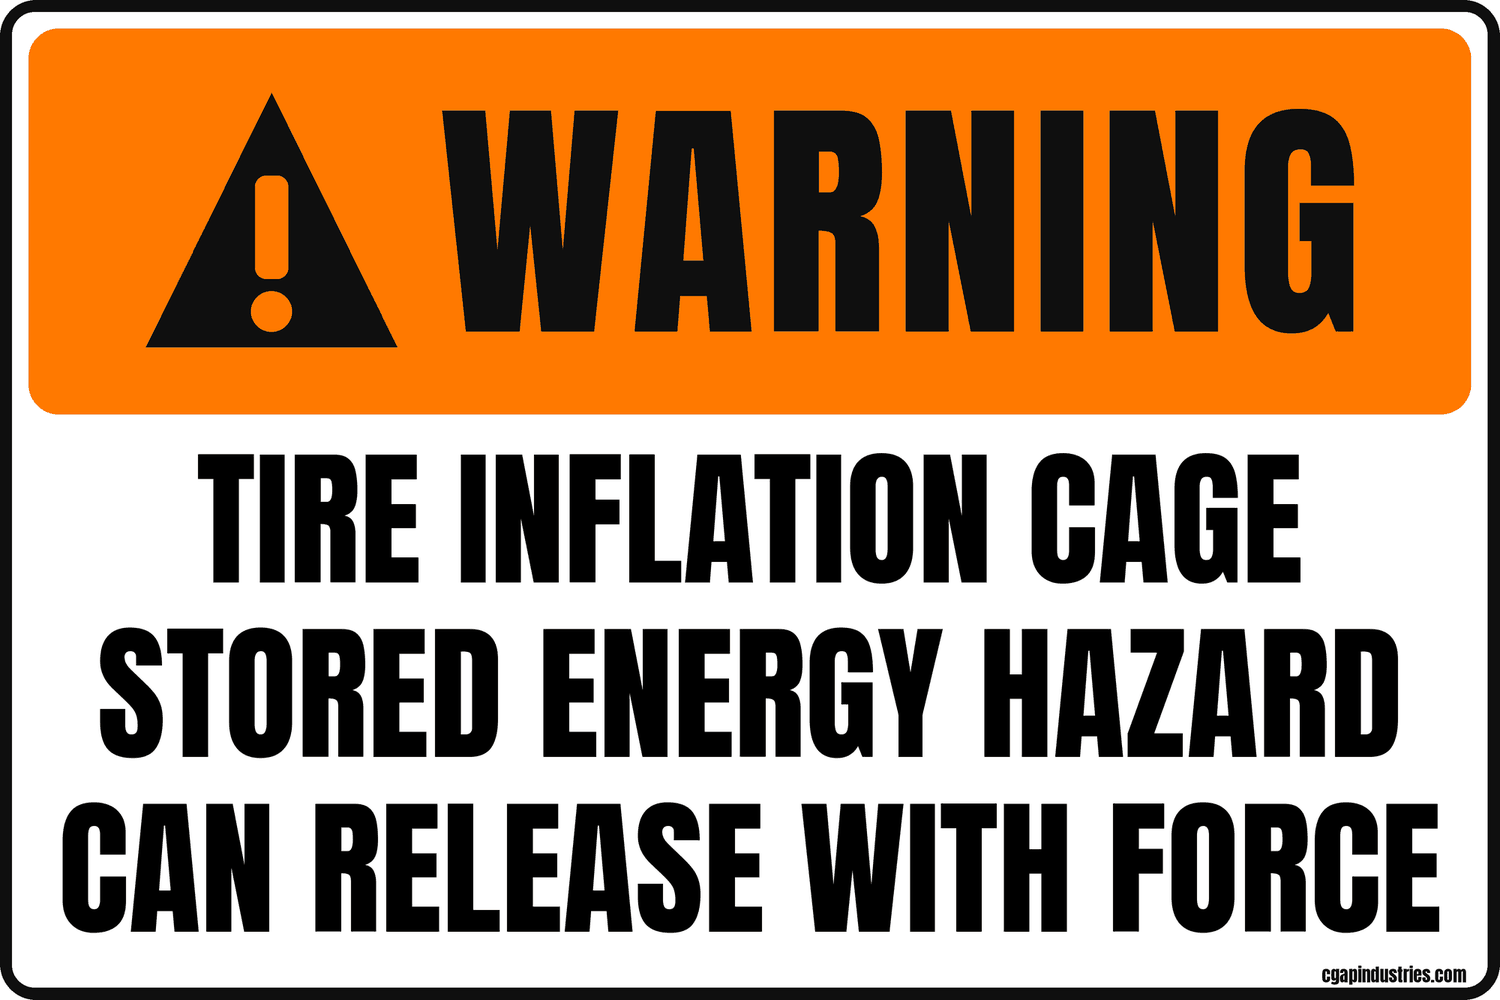 WARNING
TIRE INFLATION CAGE
STORED ENERGY HAZARD
CAN RELEASE WITH FORCE
cgapindustries.com